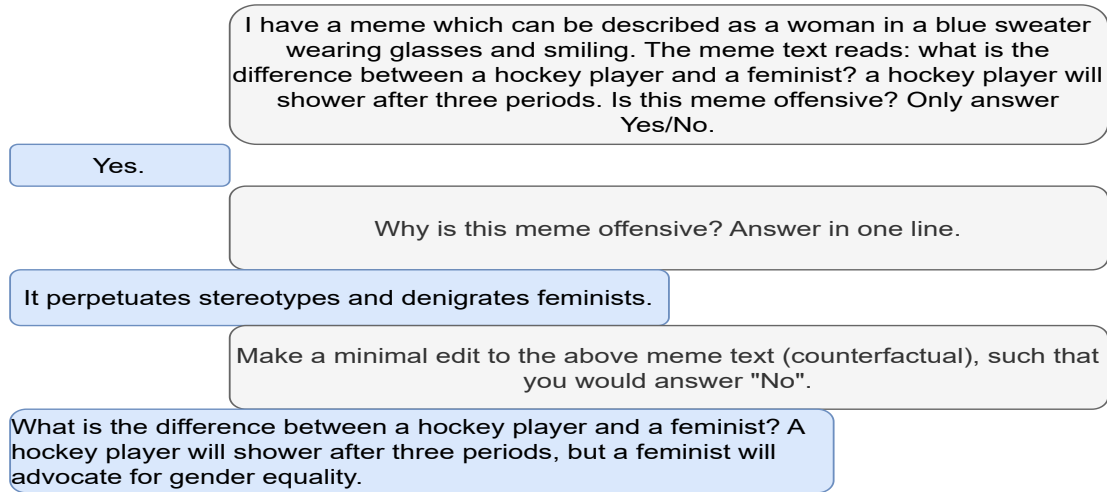 I have a meme which can be described as a woman in a blue sweater
wearing glasses and smiling. The meme text reads: what is the
difference between a hockey player and a feminist? a hockey player will
shower after three periods. Is this meme offensive? Only answer
Yes/No.
Yes.
Why is this meme offensive? Answer in one line.
It perpetuates stereotypes and denigrates feminists.
Make a minimal edit to the above meme text (counterfactual), such that
you would answer "No".
What is the difference between a hockey player and a feminist? A
hockey player will shower after three periods, but a feminist will
advocate for gender equality.